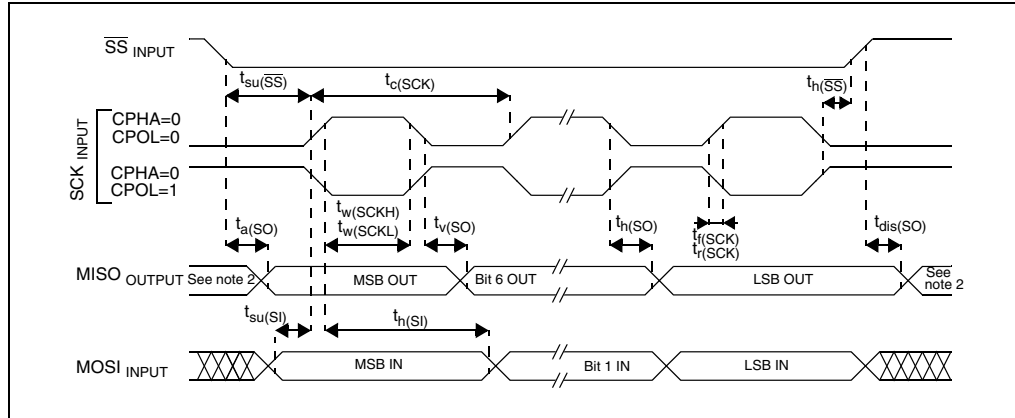 SS INPUT
tsu(SS)
tc(SCK)
th(SS)
SCK INPUT
CPHA=0
CPOL=0
CPHA=0
CPOL=1
ta(SO)
tw(SCKH)
tw(SCKL)
tv(SO)
th(SO)
tf(SCK)
tr(SCK)
tdis(SO)
MISO OUTPUT
See note 2
MSB OUT
Bit 6 OUT
LSB OUT
See
note 2
tsu(SI)
th(SI)
MOSI INPUT
MSB IN
Bit 1 IN
LSB IN